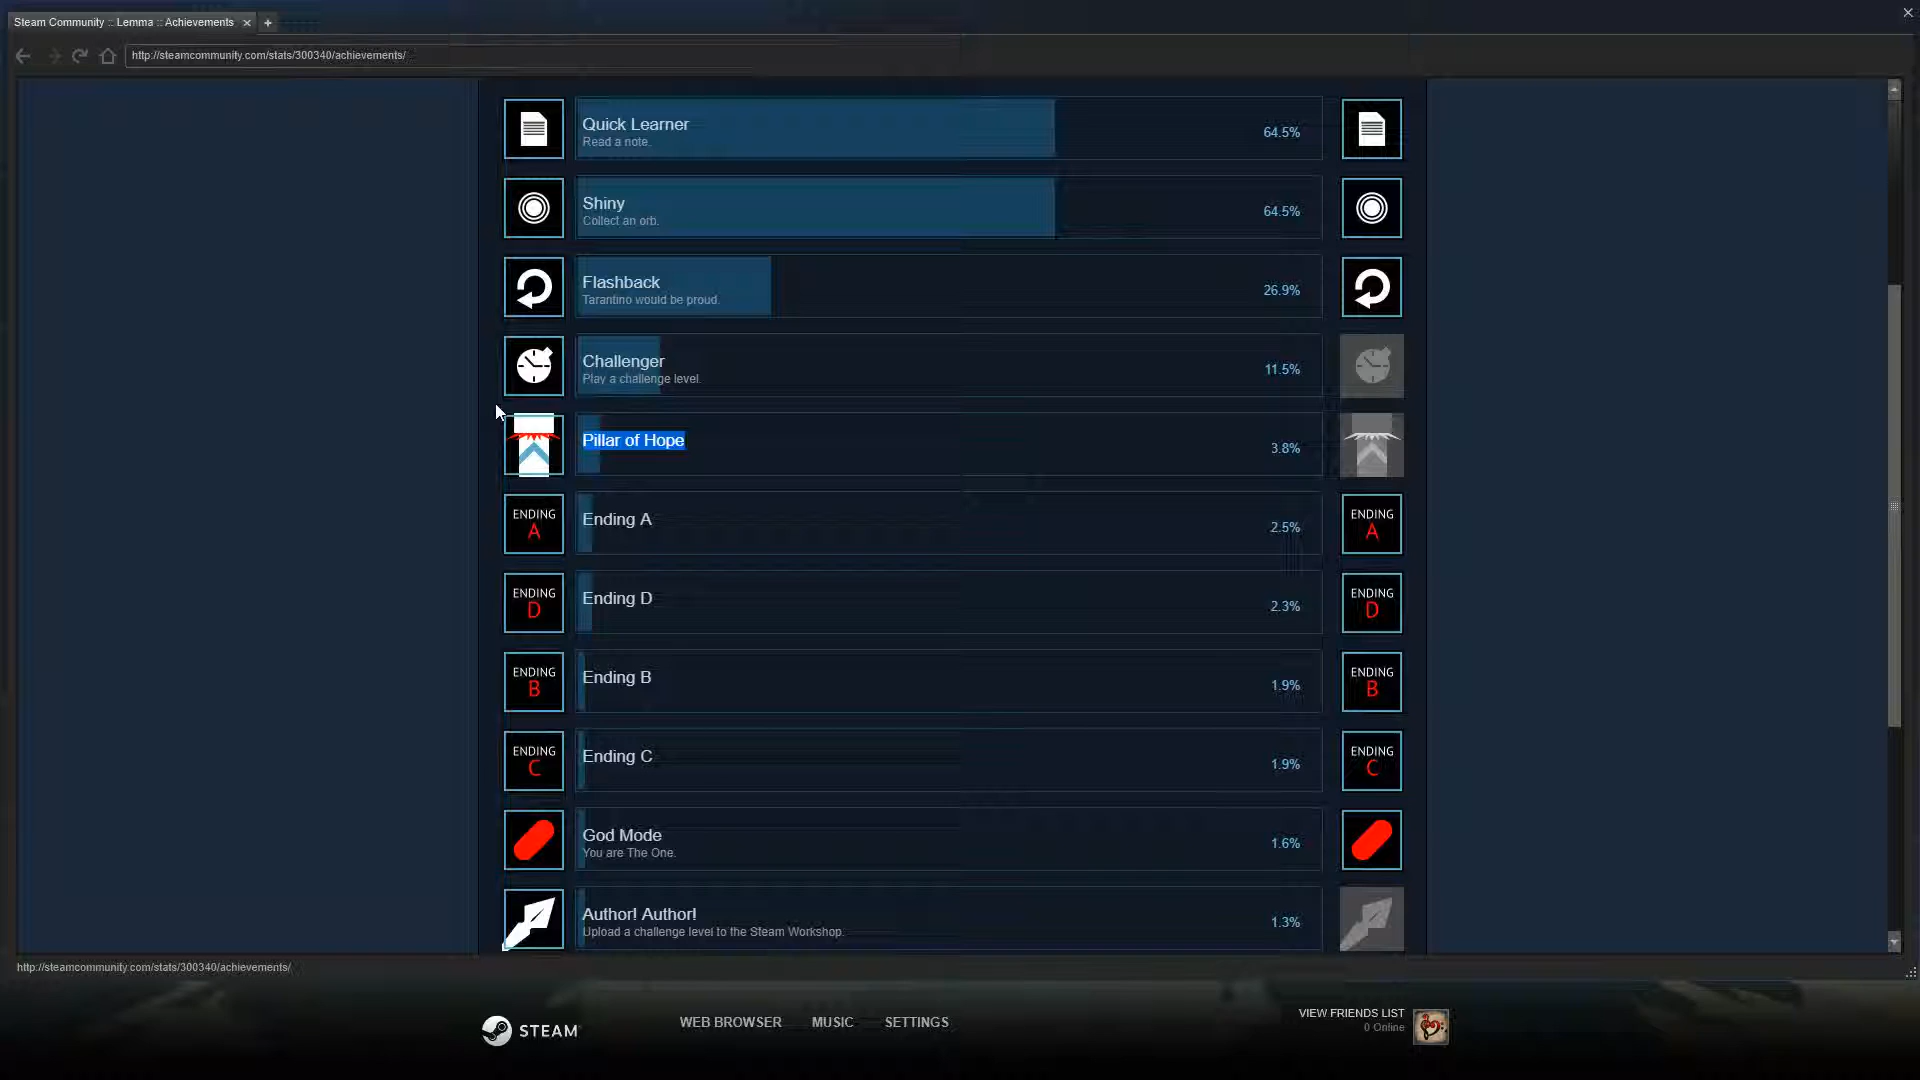 Steam Community :: Lemma :: Achievements
http://steamcommunity.com/stats/300340/achievements/
Quick Learner
Read a note.
64.5%
Shiny
Collect an orb.
64.5%
Flashback
Tarantino would be proud.
26.9%
Challenger
Play a challenge level.
11.5%
Pillar of Hope
3.8%
ENDING
A
Ending A
2.5%
ENDING
A
ENDING
D
Ending D
2.3%
ENDING
D
ENDING
B
Ending B
1.9%
ENDING
B
ENDING
C
Ending C
1.9%
ENDING
C
God Mode
You are The One.
1.6%
Author! Author!
Upload a challenge level to the Steam Workshop.
1.3%
http://steamcommunity.com/stats/300340/achievements/
STEAM
WEB BROWSER
MUSIC
SETTINGS
VIEW FRIENDS LIST
0 Online